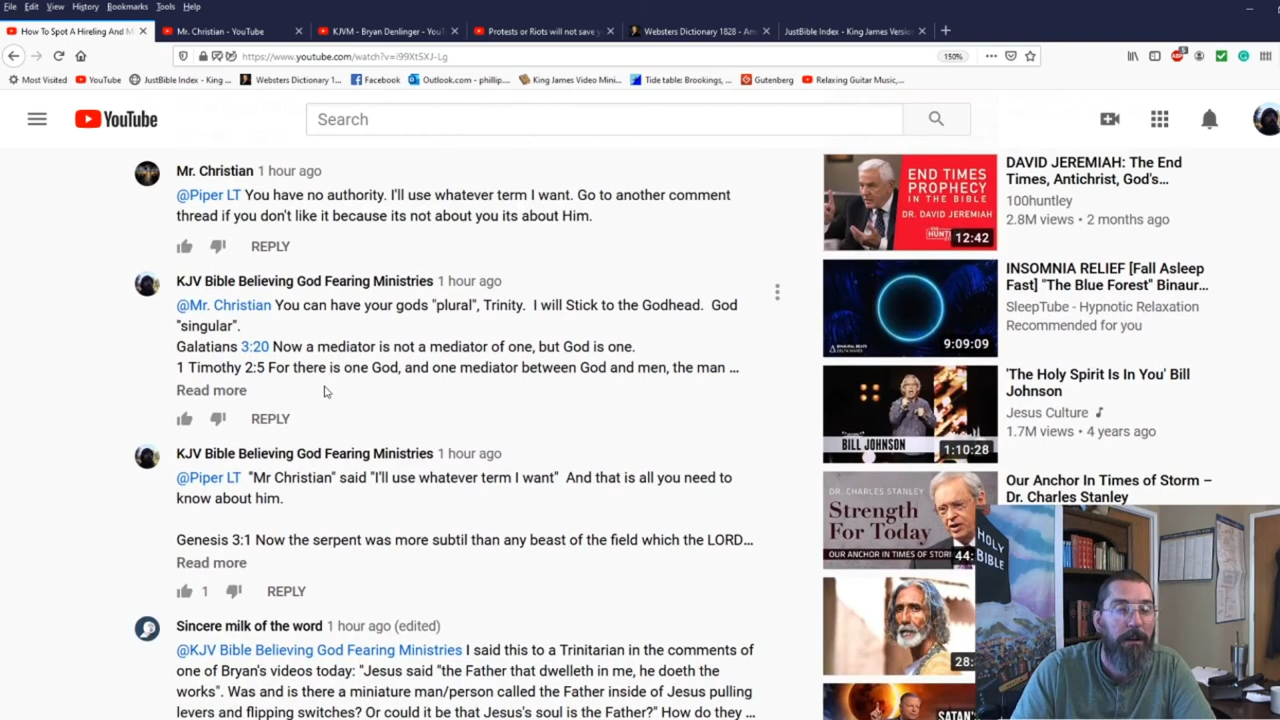 File Edit View History Bookmarks Tools Help
How To Spot A Hireling And M
Mr. Christian - YouTube
KJVM - Bryan Denlinger - You
Protests or Riots will not save
Websters Dictionary 1828 - Am
JustBible Index - King James Versio
https://www.youtube.com/watch?v=i99Xt5XJ-Lg
150%
Most Visited YouTube JustBible Index - King ... Websters Dictionary 1... Facebook Outlook.com - phillip... King James Video Mini... Tide table: Brookings, ... Gutenberg Relaxing Guitar Music,...
YouTube
Search
Mr. Christian 1 hour ago
@Piper LT You have no authority. I'll use whatever term I want. Go to another comment
thread if you don't like it because its not about you its about Him.
REPLY
KJV Bible Believing God Fearing Ministries 1 hour ago
@Mr. Christian You can have your gods "plural", Trinity. I will Stick to the Godhead. God
"singular".
Galatians 3:20 Now a mediator is not a mediator of one, but God is one.
1 Timothy 2:5 For there is one God, and one mediator between God and men, the man ...
Read more
REPLY
KJV Bible Believing God Fearing Ministries 1 hour ago
@Piper LT "Mr Christian" said "I'll use whatever term I want" And that is all you need to
know about him.
Genesis 3:1 Now the serpent was more subtil than any beast of the field which the LORD...
Read more
1 REPLY
Sincere milk of the word 1 hour ago (edited)
@KJV Bible Believing God Fearing Ministries I said this to a Trinitarian in the comments of
one of Bryan's videos today: "Jesus said "the Father that dwelleth in me, he doeth the
works". Was and is there a miniature man/person called the Father inside of Jesus pulling
levers and flipping switches? Or could it be that Jesus's soul is the Father?" How do they ...
END TIMES
PROPHECY
IN THE BIBLE
DR. DAVID JEREMIAH
12:42
DAVID JEREMIAH: The End
Times, Antichrist, God's...
100huntley
2.8M views • 2 months ago
9:09:09
INSOMNIA RELIEF [Fall Asleep
Fast] "The Blue Forest" Binaur...
SleepTube - Hypnotic Relaxation
Recommended for you
BILL JOHNSON
1:10:28
'The Holy Spirit Is In You' Bill
Johnson
Jesus Culture
1.7M views • 4 years ago
DR. CHARLES STANLEY
Strength
For Today
OUR ANCHOR IN TIMES OF STOR
44:
Our Anchor In Times of Storm –
Dr. Charles Stanley
HOLY
BIBLE
28:
SATAN'S